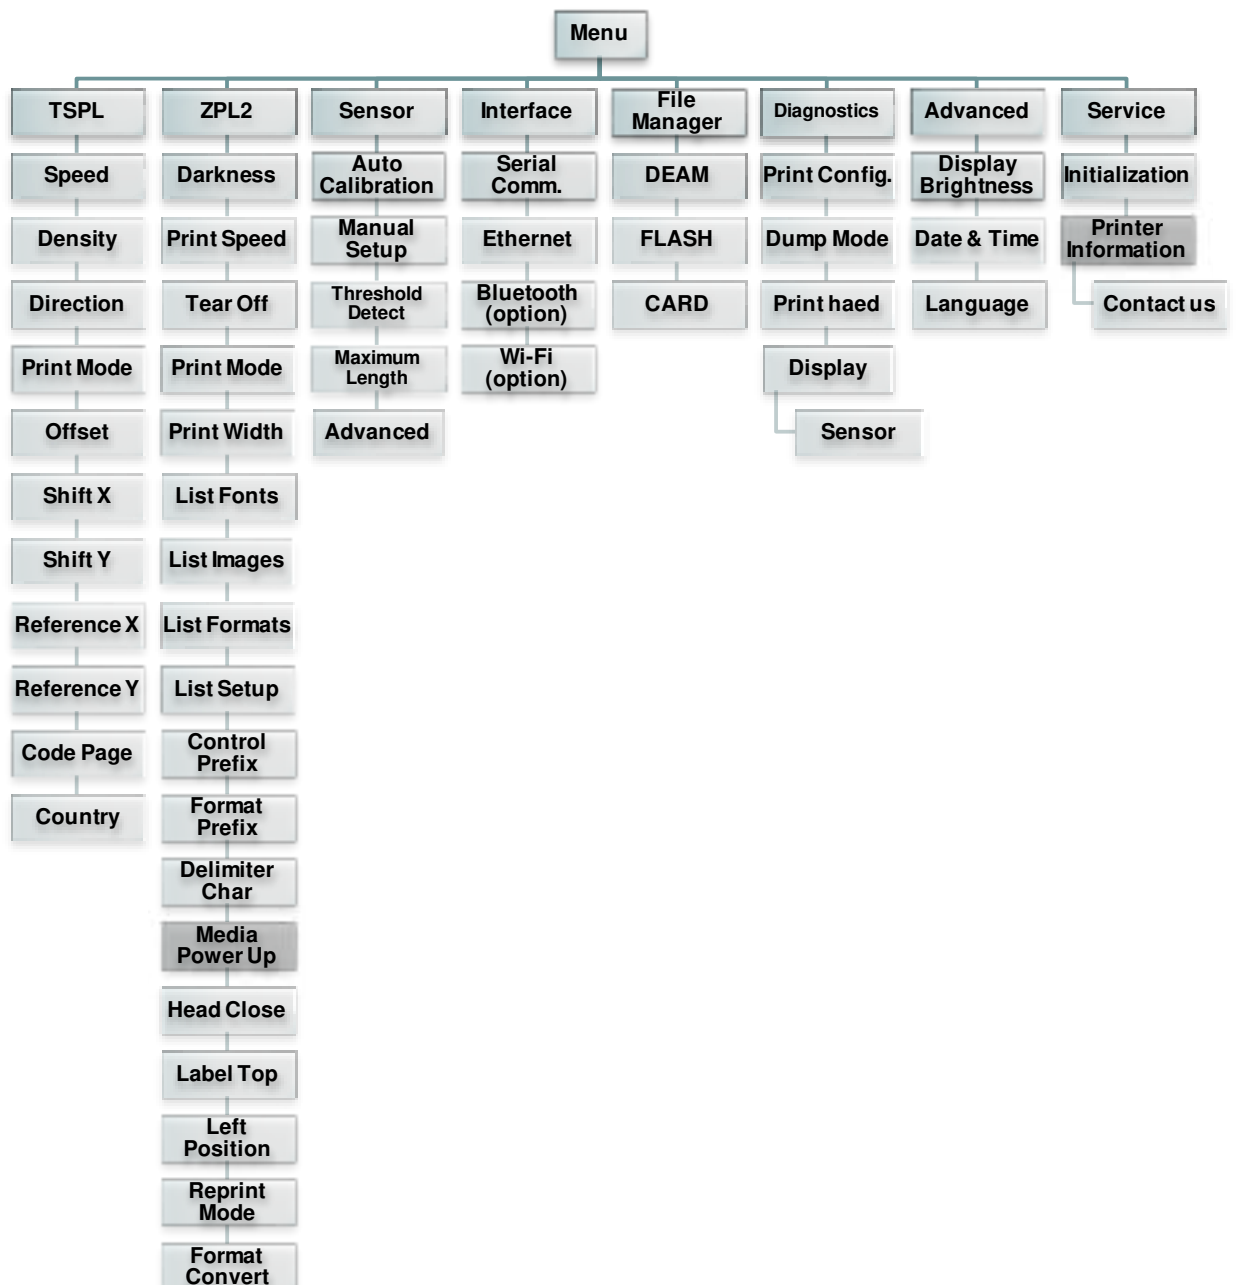 Menu
TSPL
Speed
Density
Direction
Print Mode
Offset
Shift X
Shift Y
Reference X
Reference Y
Code Page
Country
ZPL2
Darkness
Print Speed
Tear Off
Print Mode
Print Width
List Fonts
List Images
List Formats
List Setup
Control
Prefix
Format
Prefix
Delimiter
Char
Media
Power Up
Head Close
Label Top
Left
Position
Reprint
Mode
Format
Convert
Sensor
Auto
Calibration
Manual
Setup
Threshold
Detect
Maximum
Length
Advanced
Interface
Serial
Comm.
Ethernet
Bluetooth
(option)
Wi-Fi
(option)
File
Manager
DEAM
FLASH
CARD
Diagnostics
Print Config.
Dump Mode
Print haed
Display
Sensor
Advanced
Display
Brightness
Date & Time
Language
Service
Initialization
Printer
Information
Contact us